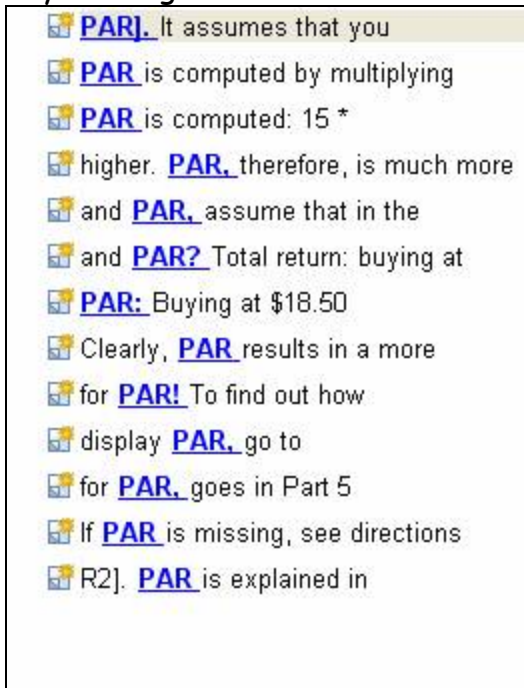 PAR]. It assumes that you
PAR is computed by multiplying
PAR is computed: 15 *
higher. PAR, therefore, is much more
and PAR, assume that in the
and PAR? Total return: buying at
PAR: Buying at $18.50
Clearly, PAR results in a more
for PAR! To find out how
display PAR, go to
for PAR, goes in Part 5
If PAR is missing, see directions
R2]. PAR is explained in